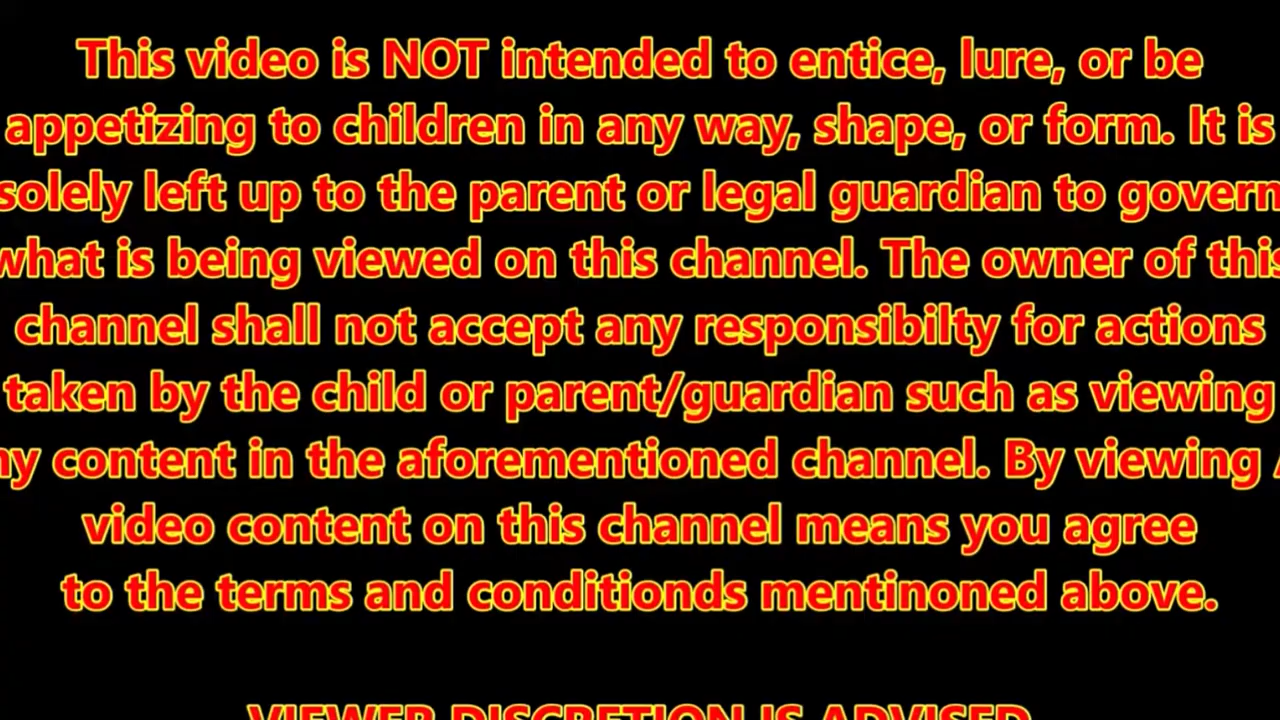 This video is NOT intended to entice, lure, or be
appetizing to children in any way, shape, or form. It is
solely left up to the parent or legal guardian to govern
what is being viewed on this channel. The owner of this
channel shall not accept any responsibilty for actions
taken by the child or parent/guardian such as viewing
content in the aforementioned channel. By viewing
video content on this channel means you agree
to the terms and conditionds mentinoned above.
VIEWER DISCRETION IS ADVISED